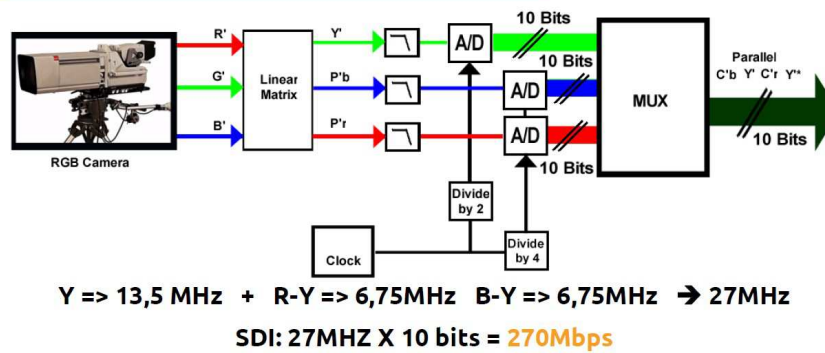 R'
G'
B'
RGB Camera
Linear
Matrix
Y'
P'b
P'r
A/D
A/D
A/D
10 Bits
10 Bits
10 Bits
MUX
Parallel
C'b Y' C'r Y'*
10 Bits
Divide
by 2
Divide
by 4
Clock
Y => 13,5 MHz + R-Y => 6,75MHz B-Y => 6,75MHz → 27MHz
SDI: 27MHZ X 10 bits = 270Mbps